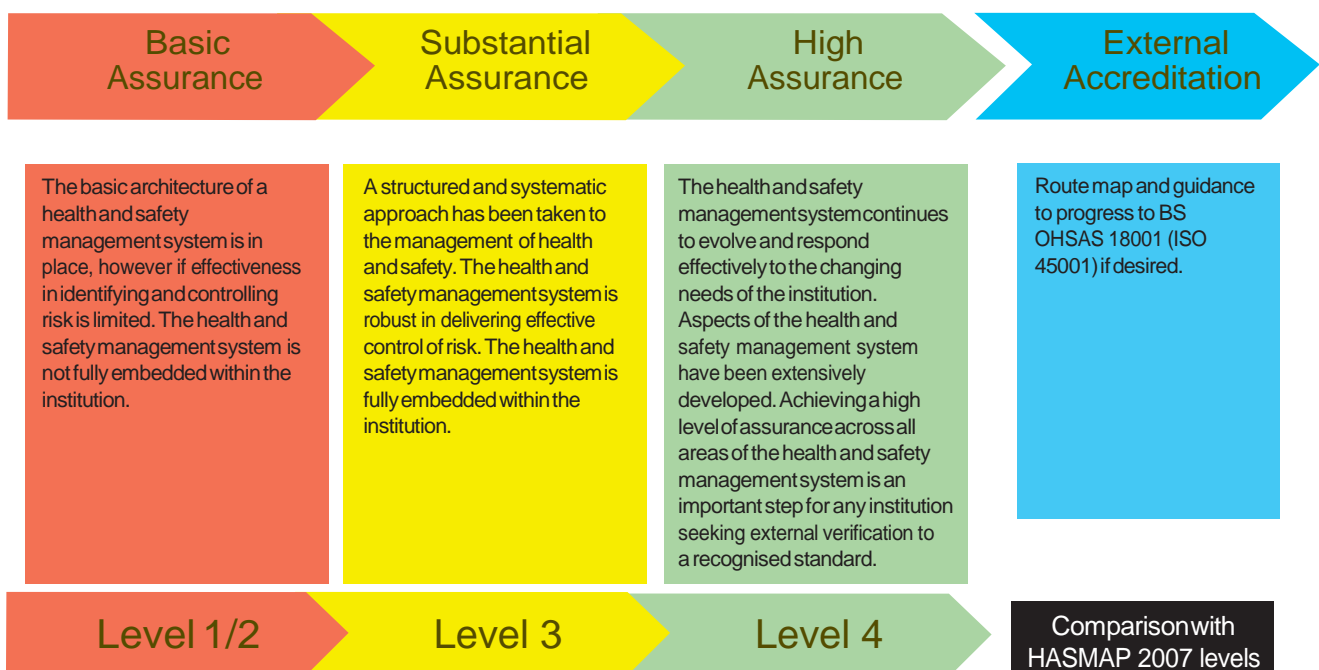 Basic
Assurance
Substantial
Assurance
High
Assurance
External
Accreditation
The basic architecture of a
health and safety
management system is in
place, however if effectiveness
in identifying and controlling
risk is limited. The health and
safety management system is
not fully embedded within the
institution.
A structured and systematic
approach has been taken to
the management of health
and safety. The health and
safety management system is
robust in delivering effective
control of risk. The health and
safety management system is
fully embedded within the
institution.
The health and safety
management system continues
to evolve and respond
effectively to the changing
needs of the institution.
Aspects of the health and
safety management system
have been extensively
developed. Achieving a high
level of assurance across all
areas of the health and safety
management system is an
important step for any institution
seeking external verification to
a recognised standard.
Route map and guidance
to progress to BS
OHSAS 18001 (ISO
45001) if desired.
Level 1/2
Level 3
Level 4
Comparison with
HASMAP 2007 levels